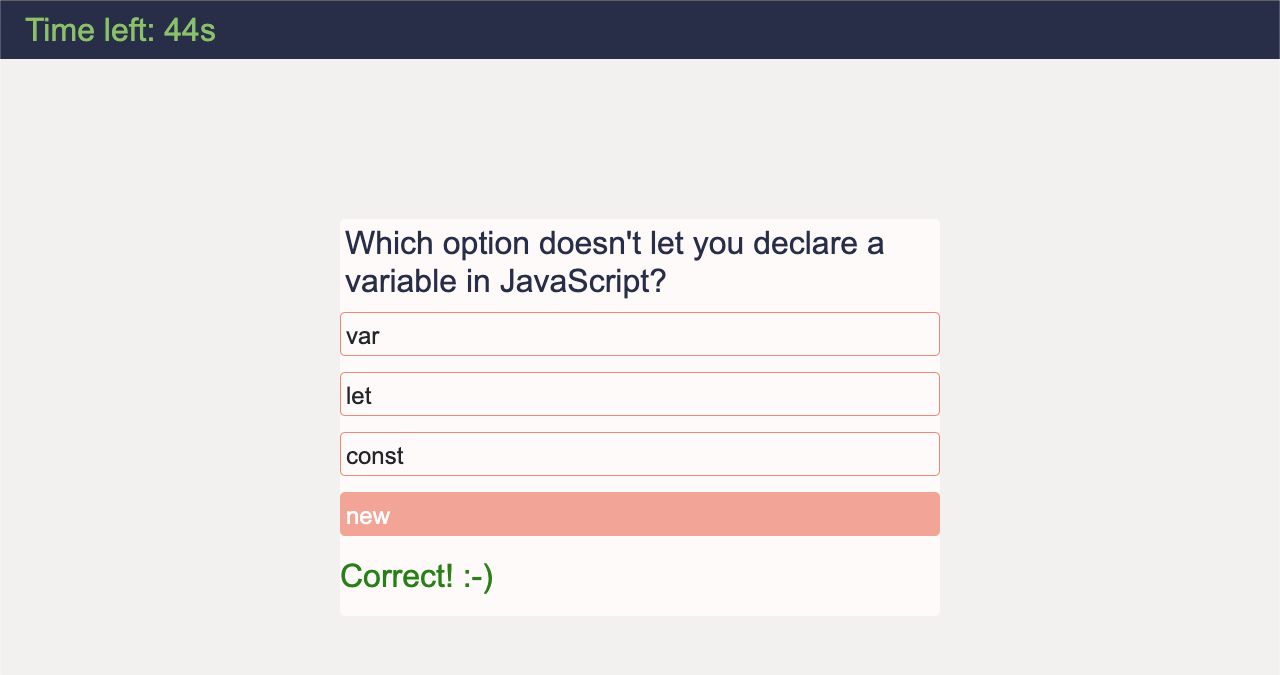 Time left: 44s
Which option doesn't let you declare a
variable in JavaScript?
var
let
const
new
Correct! :-)